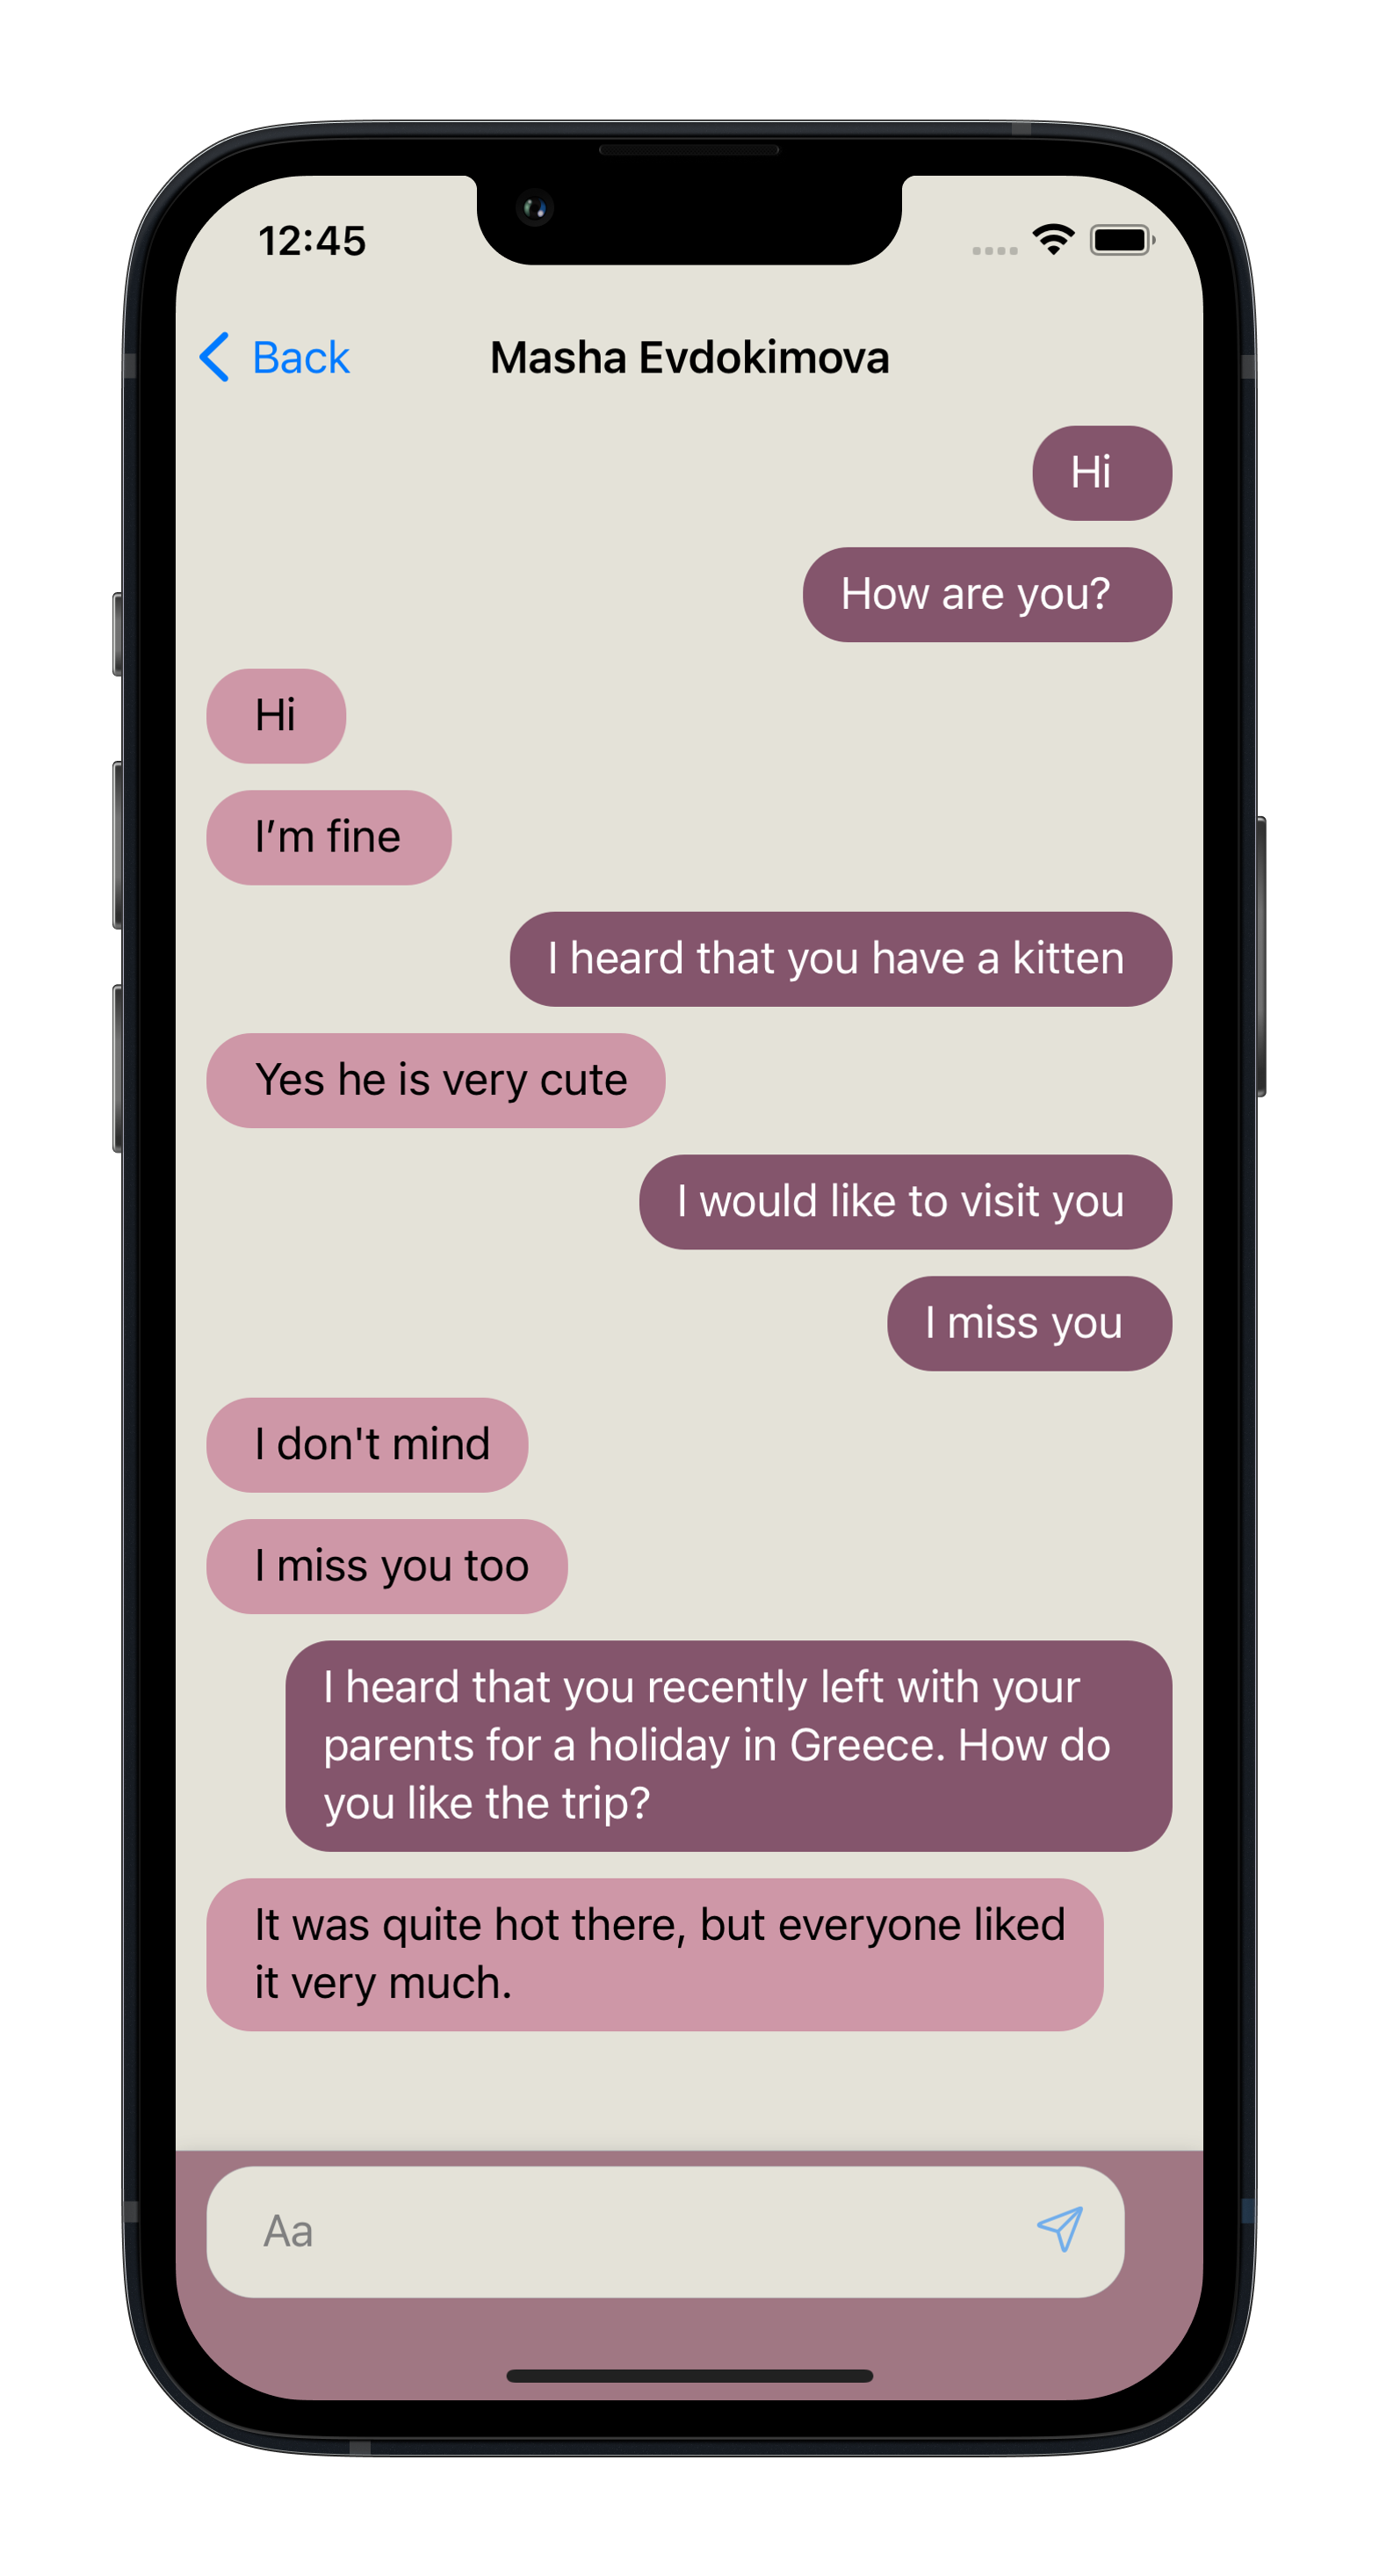 12:45
Back
Masha Evdokimova
Hi
How are you?
Hi
I’m fine
I heard that you have a kitten
Yes he is very cute
I would like to visit you
I miss you
I don't mind
I miss you too
I heard that you recently left with your
parents for a holiday in Greece. How do
you like the trip?
It was quite hot there, but everyone liked
it very much.
Aa